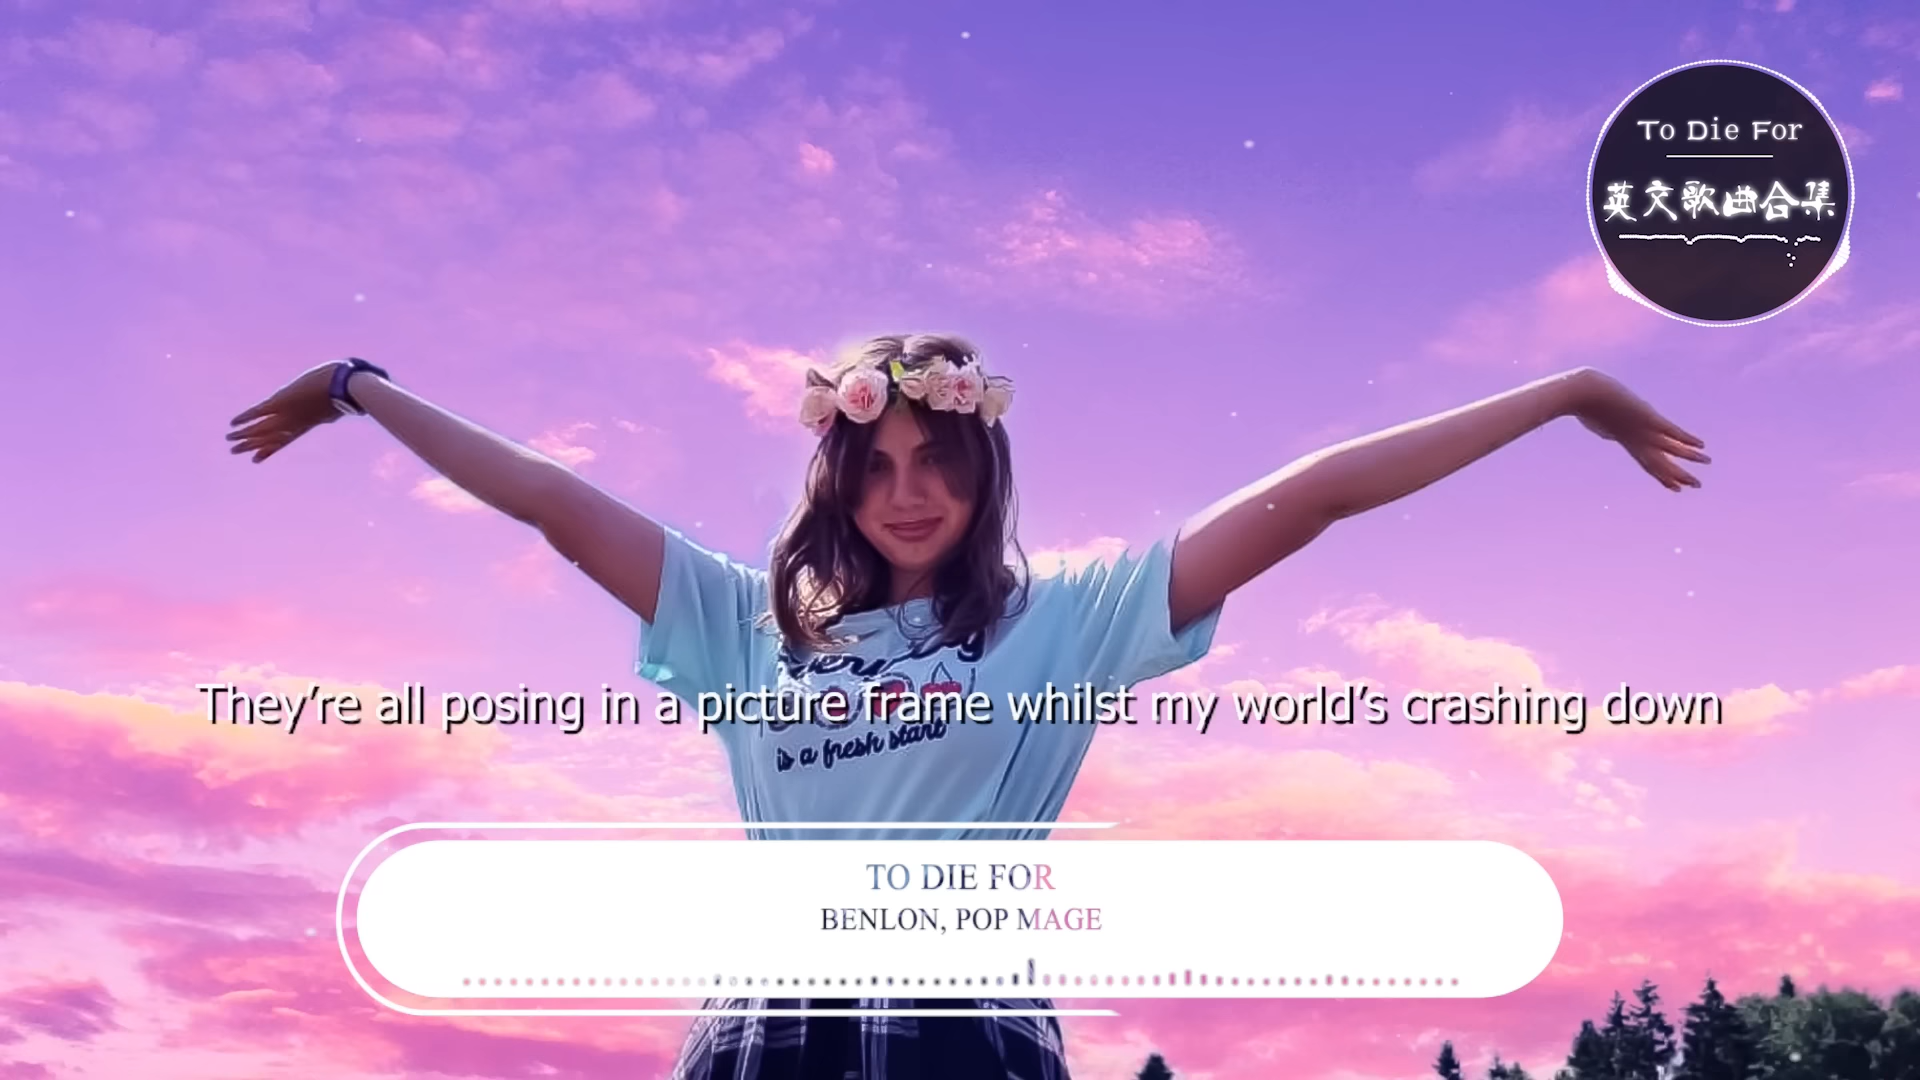 To Die For
英文歌曲合集
They're all posing in a picture frame whilst my world's crashing down
is a fresh start
TO DIE FOR
BENLON, POP MAGE